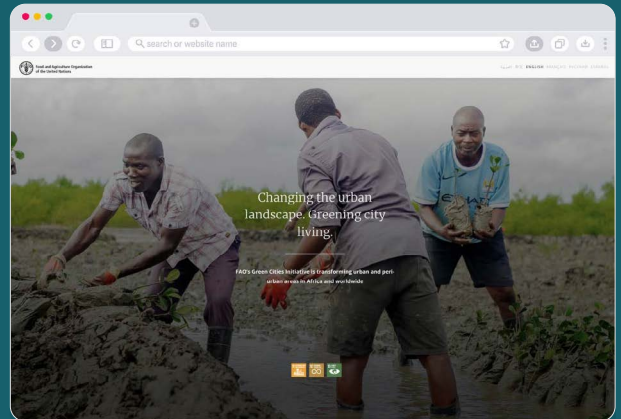 search or website name
Food and Agriculture Organization
of the United Nations
ENGLISH
Changing the urban
landscape. Greening city
living.
FAO's Green Cities Initiative is transforming urban and peri-
urban areas in Africa and worldwide